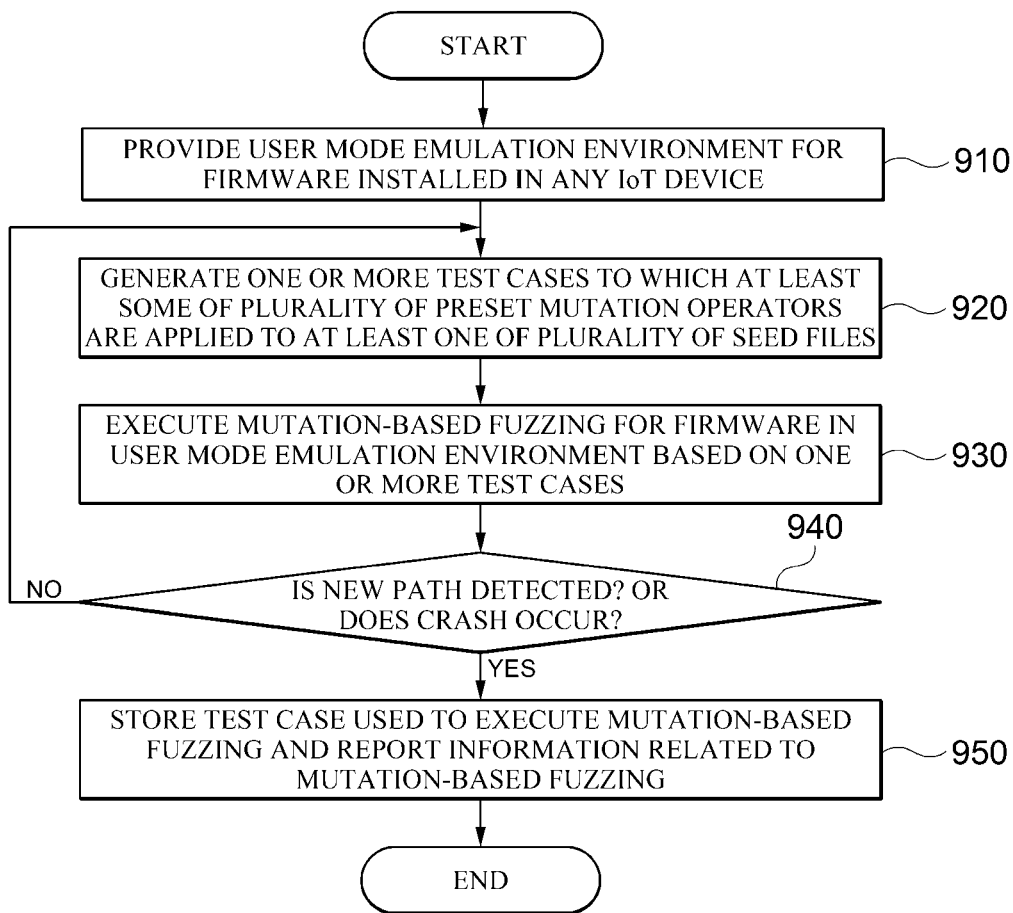 START
PROVIDE USER MODE EMULATION ENVIRONMENT FOR
FIRMWARE INSTALLED IN ANY IoT DEVICE
910
GENERATE ONE OR MORE TEST CASES TO WHICH AT LEAST
SOME OF PLURALITY OF PRESET MUTATION OPERATORS
ARE APPLIED TO AT LEAST ONE OF PLURALITY OF SEED FILES
920
EXECUTE MUTATION-BASED FUZZING FOR FIRMWARE IN
USER MODE EMULATION ENVIRONMENT BASED ON ONE
OR MORE TEST CASES
930
940
IS NEW PATH DETECTED? OR
DOES CRASH OCCUR?
NO
YES
STORE TEST CASE USED TO EXECUTE MUTATION-BASED
FUZZING AND REPORT INFORMATION RELATED TO
MUTATION-BASED FUZZING
950
END